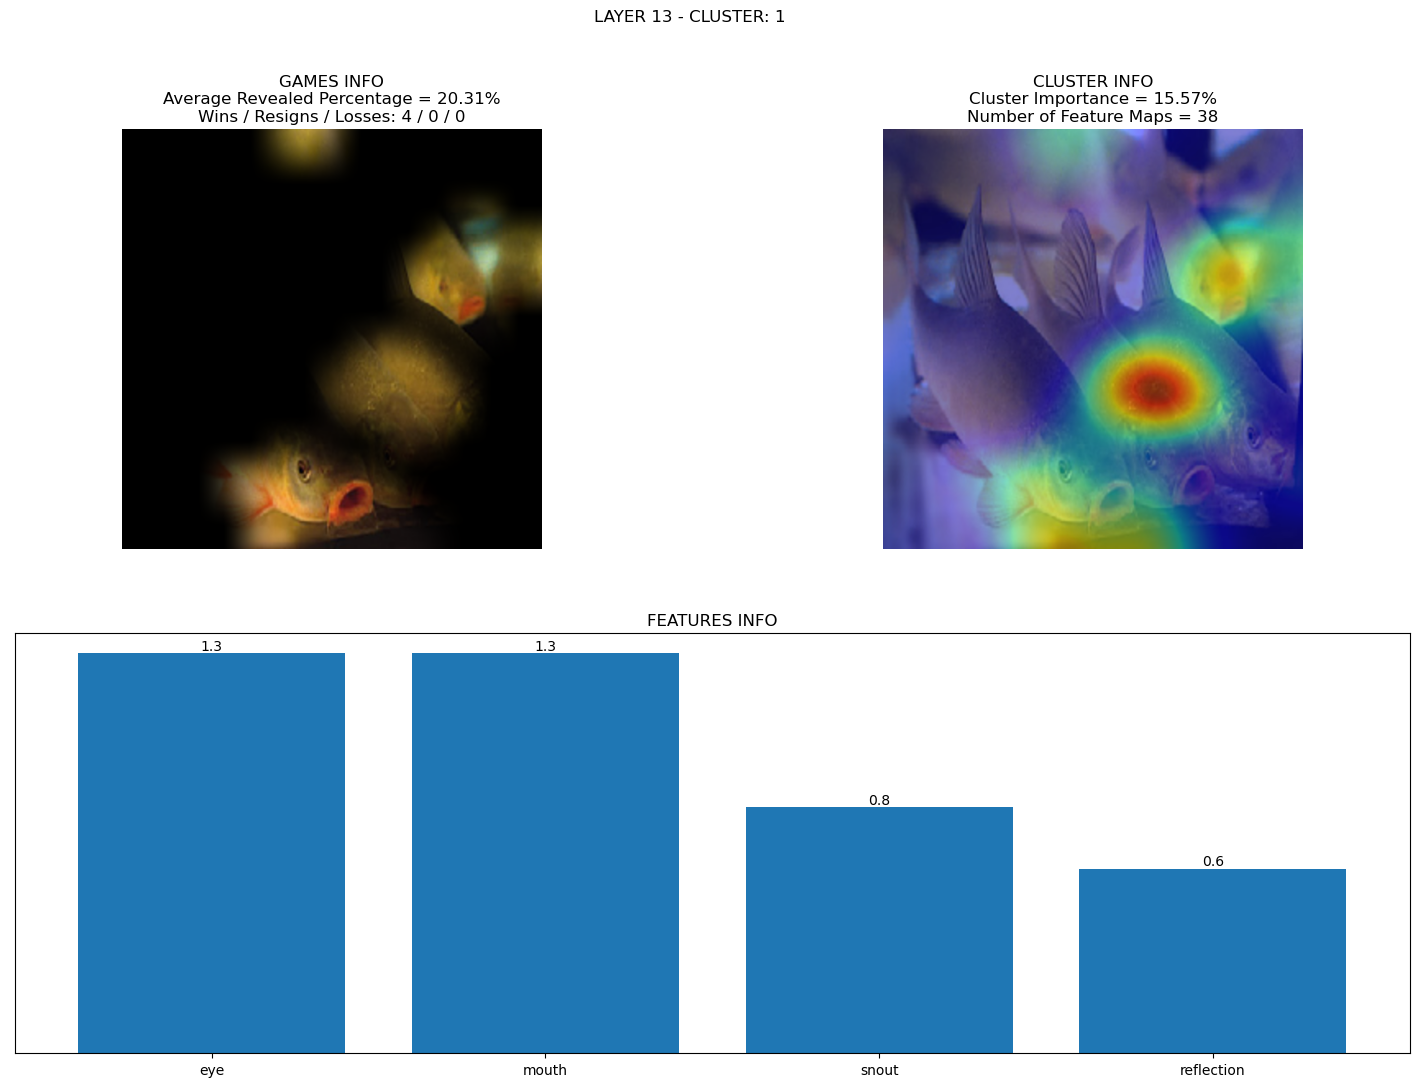 LAYER 13 - CLUSTER: 1
GAMES INFO
Average Revealed Percentage = 20.31%
Wins / Resigns / Losses: 4 / 0 / 0
CLUSTER INFO
Cluster Importance = 15.57%
Number of Feature Maps = 38
FEATURES INFO
1.3
1.3
0.8
0.6
eye
mouth
snout
reflection